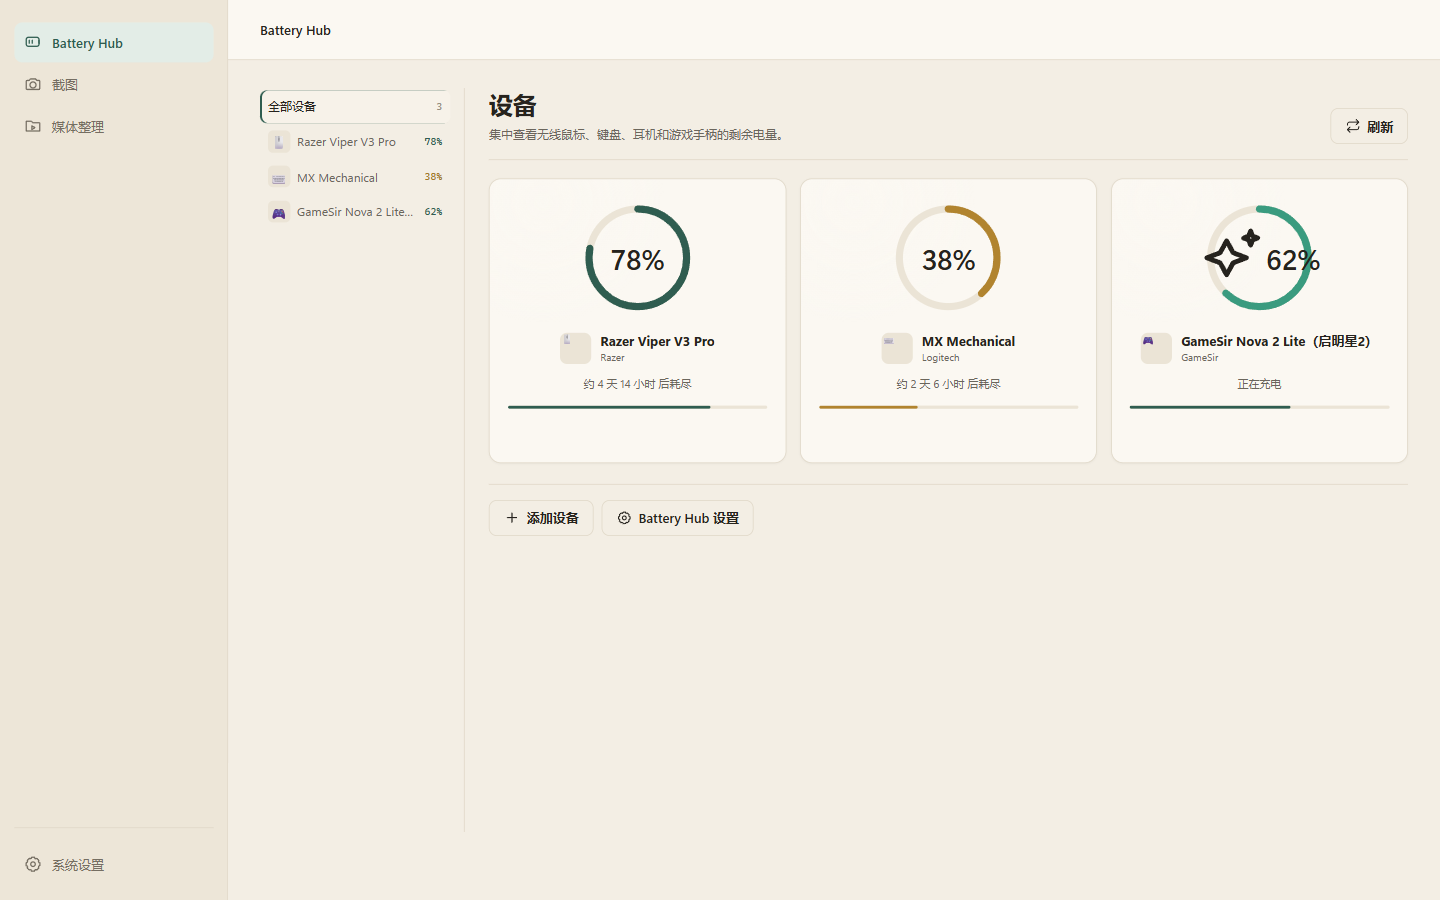 Battery Hub
截图
媒体整理
系统设置
Battery Hub
全部设备 3
Razer Viper V3 Pro 78%
MX Mechanical 38%
GameSir Nova 2 Lite... 62%
设备
集中查看无线鼠标、键盘、耳机和游戏手柄的剩余电量。
刷新
78%
Razer Viper V3 Pro
Razer
约 4 天 14 小时 后耗尽
38%
MX Mechanical
Logitech
约 2 天 6 小时 后耗尽
62%
GameSir Nova 2 Lite（启明星2）
GameSir
正在充电
添加设备
Battery Hub 设置